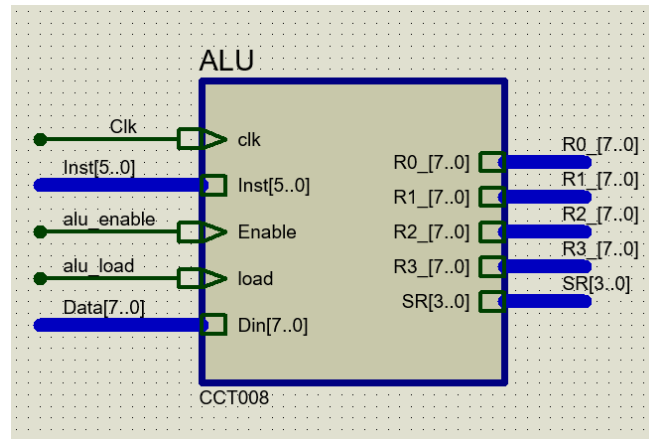 ALU
Clk
clk
Inst[5..0]
Inst[5..0]
alu_enable
Enable
alu_load
load
Data[7..0]
Din[7..0]
R0_[7..0]
R0_[7..0]
R1_[7..0]
R1_[7..0]
R2_[7..0]
R2_[7..0]
R3_[7..0]
R3_[7..0]
SR[3..0]
SR[3..0]
CCT008